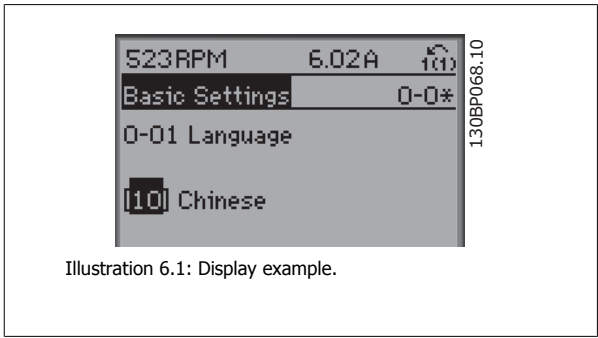 523RPM 6.02A 1(1)
Basic Settings 0-0*
0-01 Language
[10] Chinese
130BP068.10
Illustration 6.1: Display example.